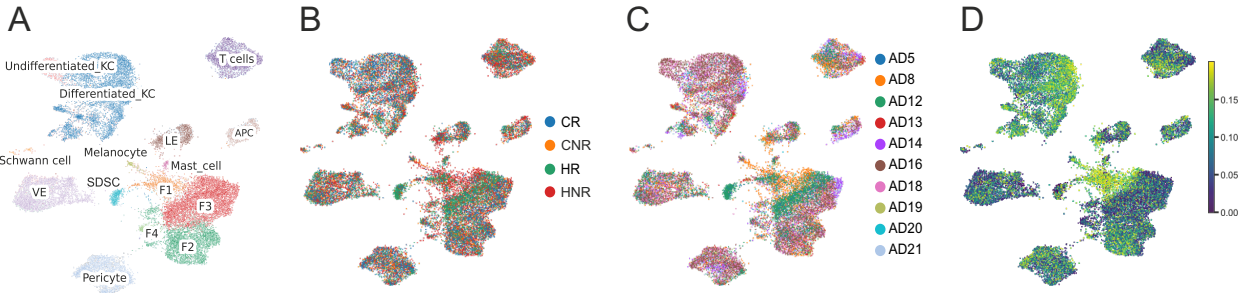 A
B
C
D
T cells
Undifferentiated_KC
Differentiated_KC
LE
APC
Melanocyte
Schwann cell
Mast_cell
VE
SDSC
F1
F3
F4
F2
Pericyte
CR
CNR
HR
HNR
AD5
AD8
AD12
AD13
AD14
AD16
AD18
AD19
AD20
AD21
0.15
0.10
0.05
0.00